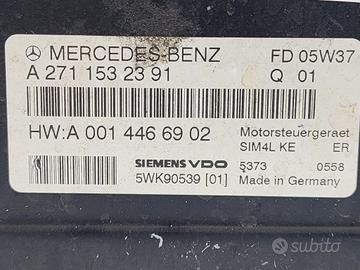 MERCEDES-BENZ FD 05W37
A 271 153 23 91 Q 01
HW:A 001 446 69 02 Motorsteuergeraet
SIM4L KE ER
SIEMENS VDO 5373 0558
5WK90539 [01] Made in Germany
subito